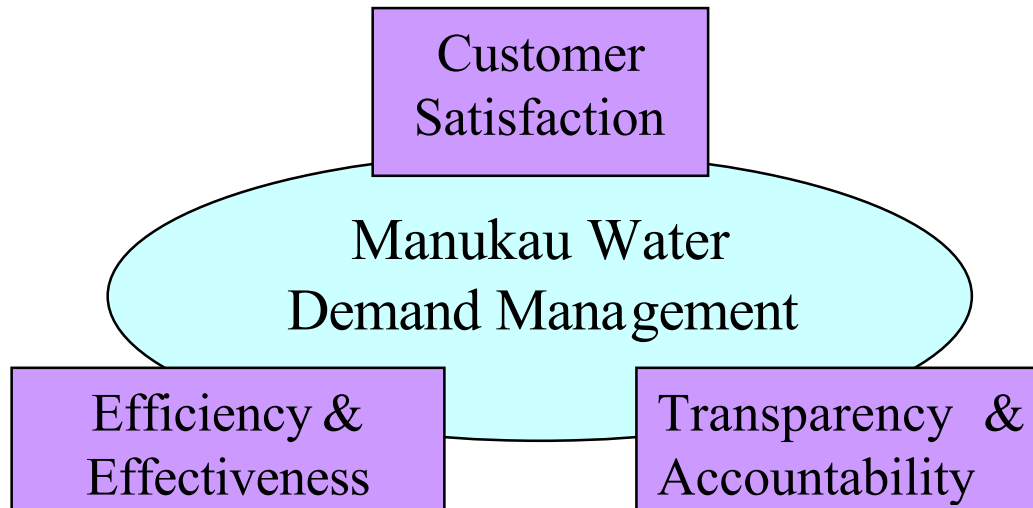 Customer
Satisfaction
Manukau Water
Demand Management
Efficiency &
Effectiveness
Transparency &
Accountability